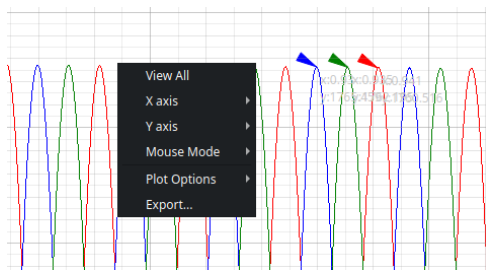 View All
X axis
Y axis
Mouse Mode
Plot Options
Export...